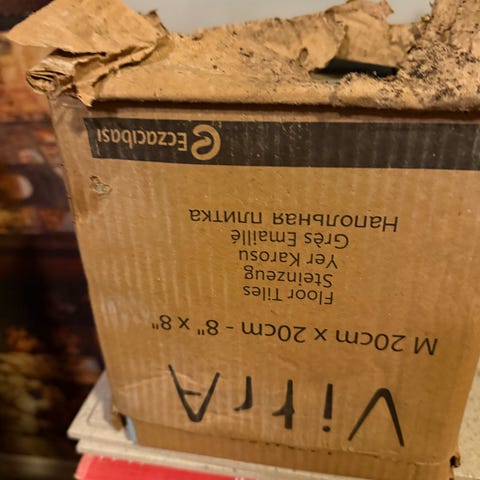 VitrA
M 20cm x 20cm - 8" x 8"
Floor Tiles
Steinzeug
Yer Karosu
Grès Emaillé
Напольная плитка
Eczacıbaşı